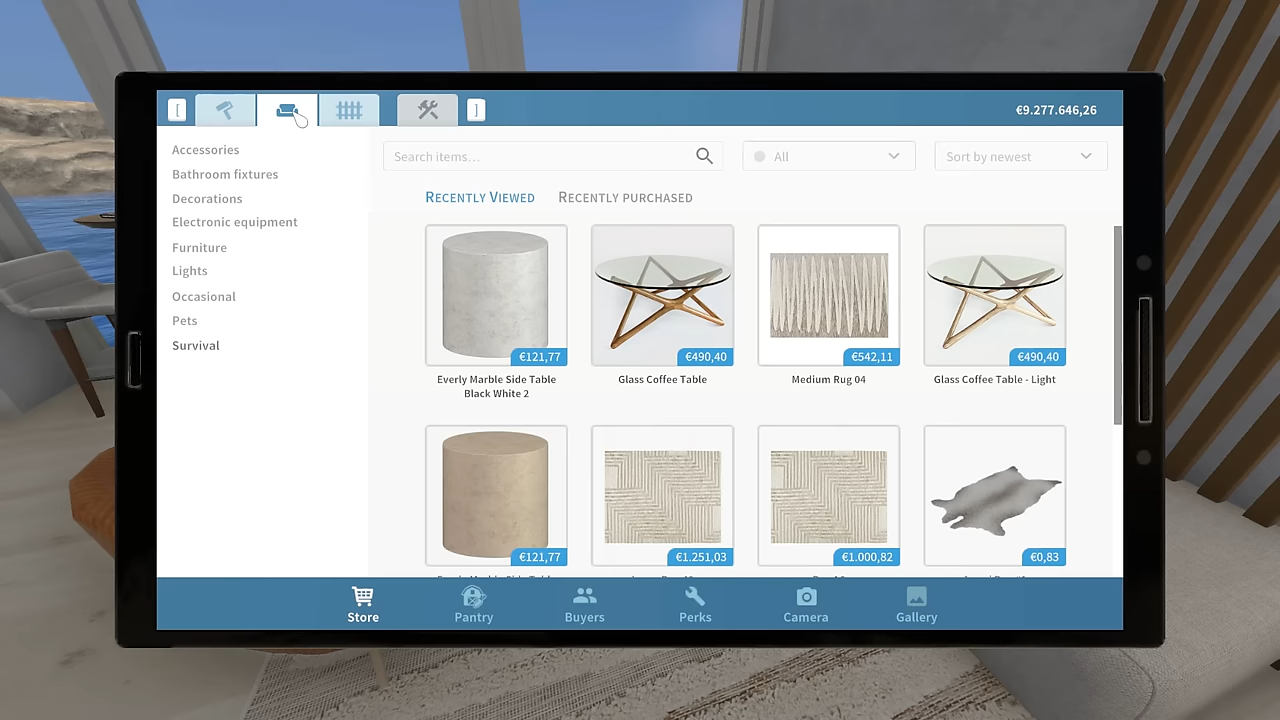 [
]
€9.277.646,26
Accessories
Bathroom fixtures
Decorations
Electronic equipment
Furniture
Lights
Occasional
Pets
Survival
Search items...
All
Sort by newest
Recently Viewed
Recently purchased
€121,77
€490,40
€542,11
€490,40
Everly Marble Side Table
Black White 2
Glass Coffee Table
Medium Rug 04
Glass Coffee Table - Light
€121,77
€1.251,03
€1.000,82
€0,83
Store
Pantry
Buyers
Perks
Camera
Gallery